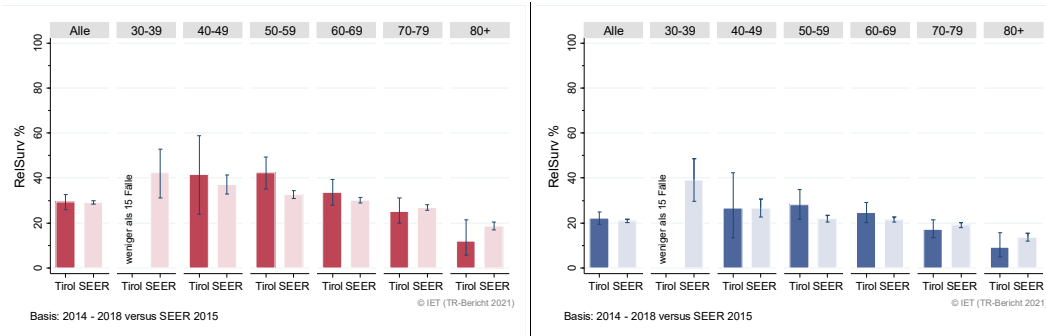 Alle 30-39 40-49 50-59 60-69 70-79 80+
100
80
60
40
20
0
RelSurv %
weniger als 15 Fälle
Tirol SEER Tirol SEER Tirol SEER Tirol SEER Tirol SEER Tirol SEER Tirol SEER
© IET (TR-Bericht 2021)
Basis: 2014 - 2018 versus SEER 2015
Alle 30-39 40-49 50-59 60-69 70-79 80+
100
80
60
40
20
0
RelSurv %
weniger als 15 Fälle
Tirol SEER Tirol SEER Tirol SEER Tirol SEER Tirol SEER Tirol SEER Tirol SEER
© IET (TR-Bericht 2021)
Basis: 2014 - 2018 versus SEER 2015